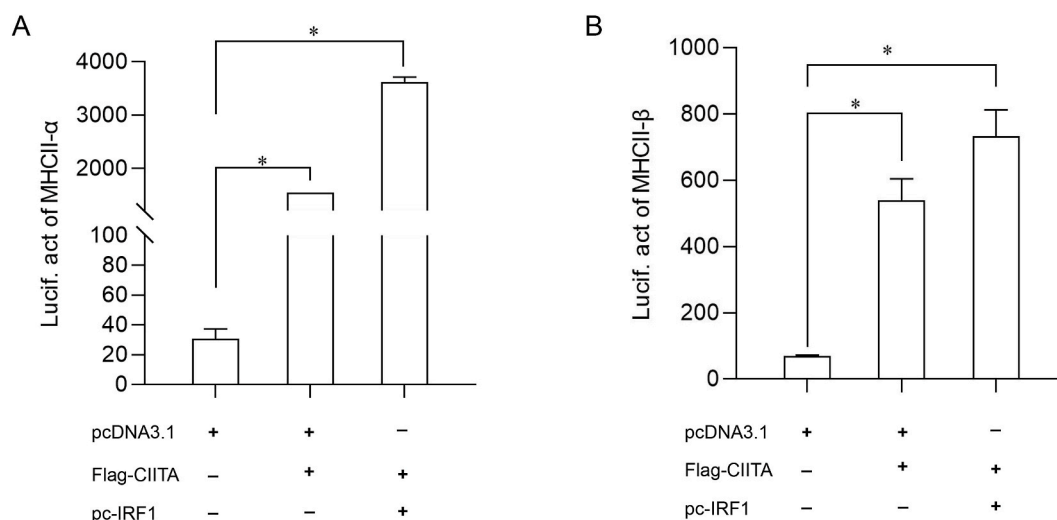 A
Lucif. act of MHCII-α
4000
3000
2000
100
80
60
40
20
0
*
*
pcDNA3.1 + + –
Flag-CIITA – + +
pc-IRF1 – – +
B
Lucif. act of MHCII-β
1000
800
600
400
200
0
*
*
pcDNA3.1 + + –
Flag-CIITA – + +
pc-IRF1 – – +